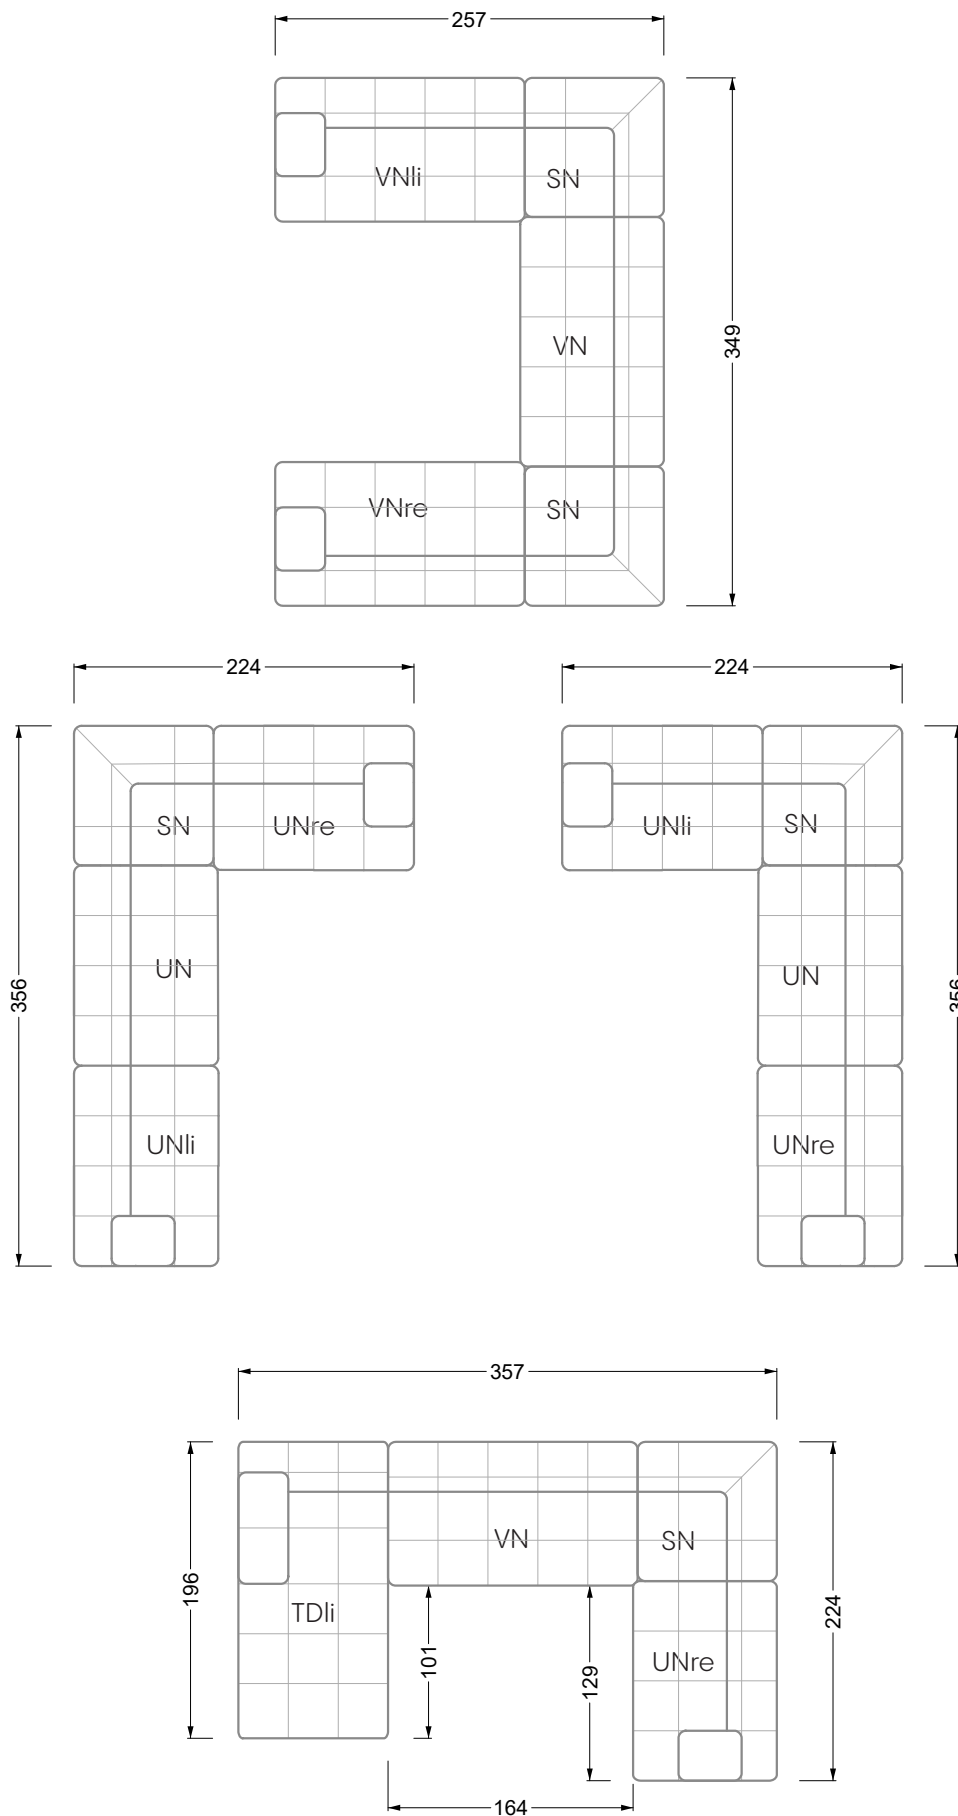 257
VNli
SN
VN
349
VNre
SN
224
224
SN
UNre
UNli
SN
UN
UN
356
356
UNli
UNre
357
VN
SN
196
TDli
101
129
UNre
224
164